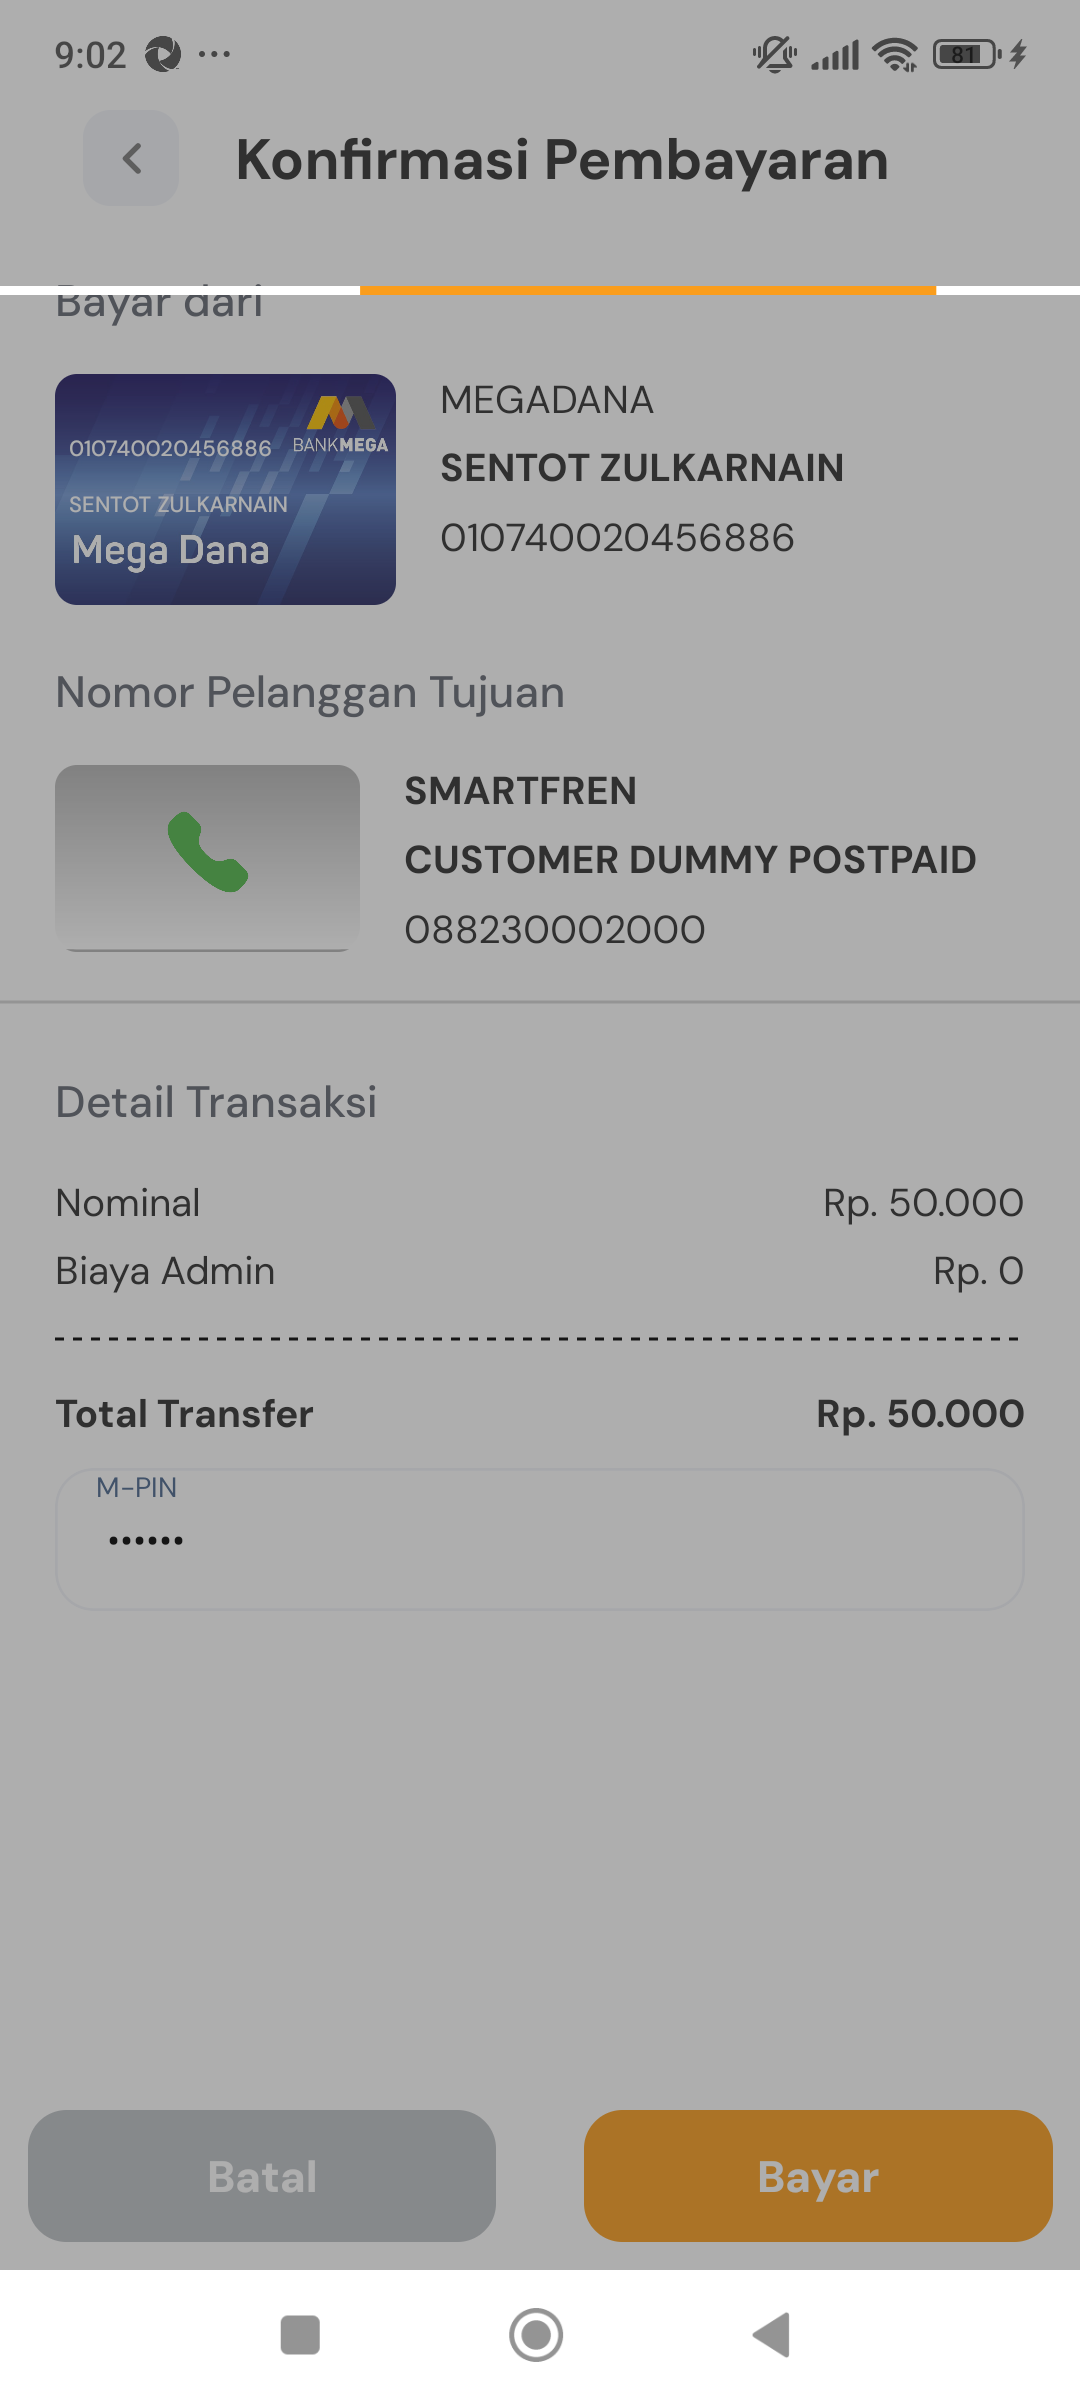 9:02
81
Konfirmasi Pembayaran
Bayar dari
010740020456886
BANKMEGA
SENTOT ZULKARNAIN
Mega Dana
MEGADANA
SENTOT ZULKARNAIN
010740020456886
Nomor Pelanggan Tujuan
SMARTFREN
CUSTOMER DUMMY POSTPAID
088230002000
Detail Transaksi
Nominal Rp. 50.000
Biaya Admin Rp. 0
Total Transfer Rp. 50.000
M-PIN
••••••
Batal Bayar